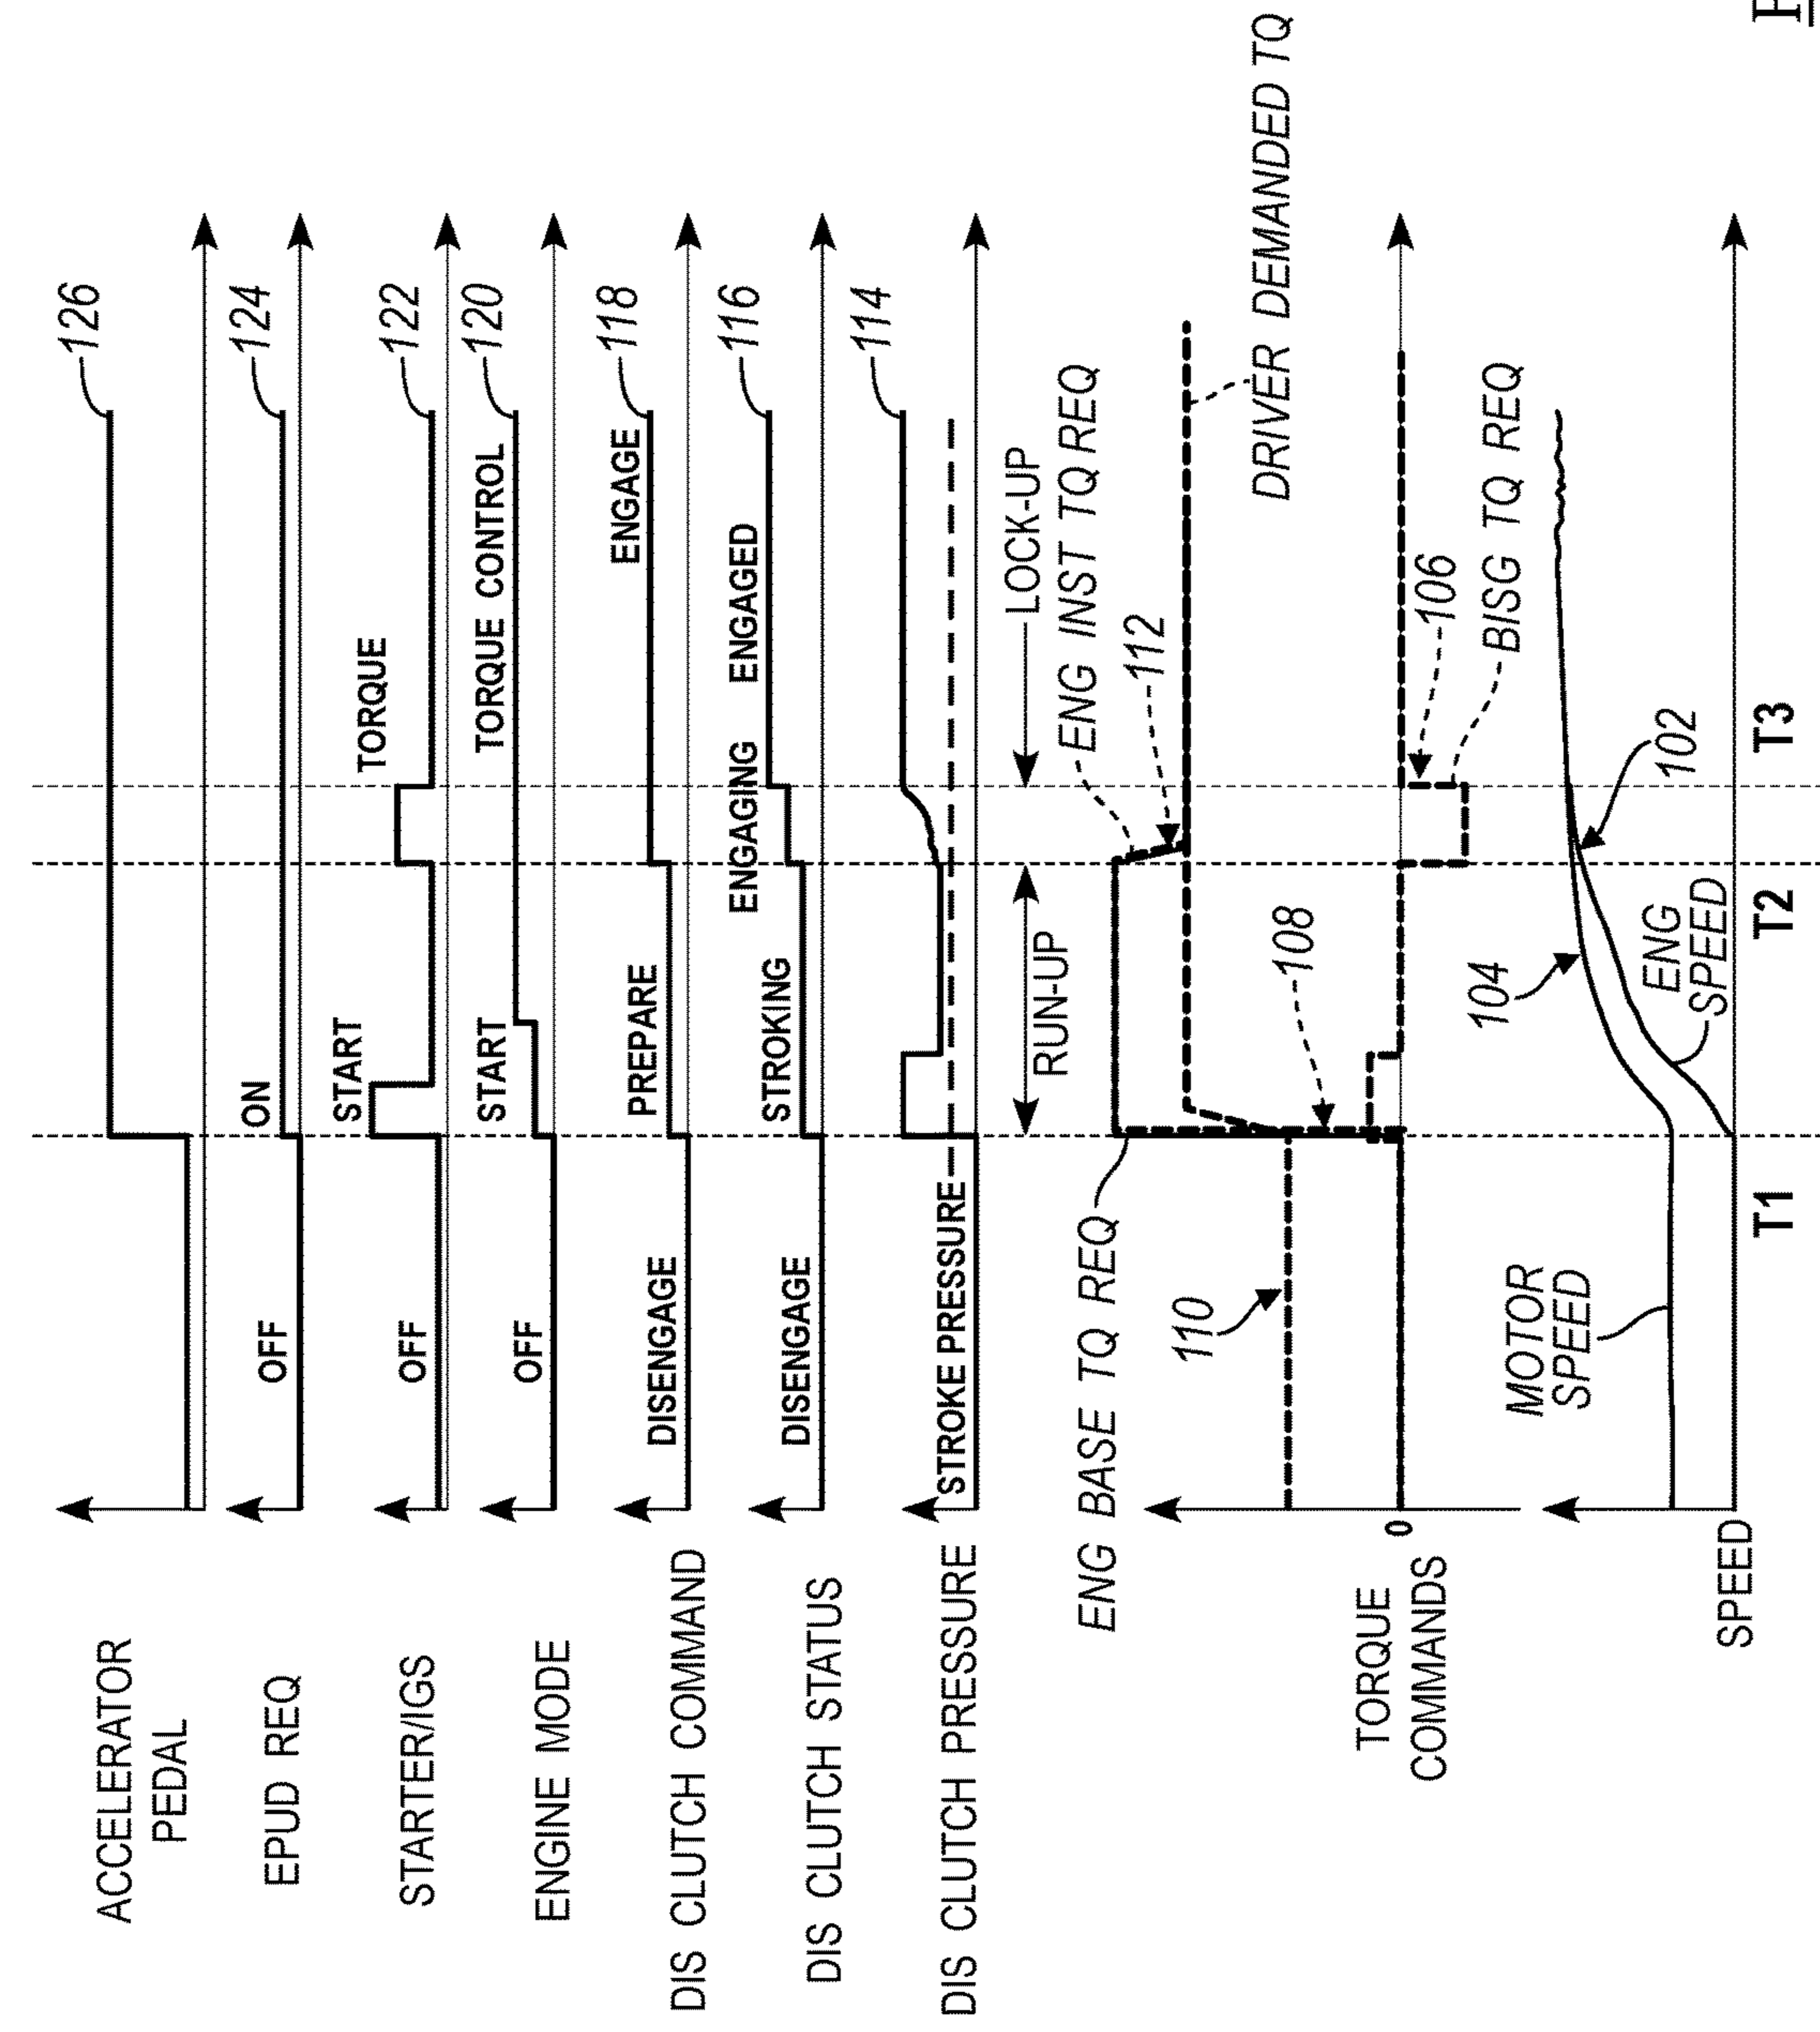 ACCELERATOR
PEDAL
126
EPUD REQ
OFF
ON
124
STARTER/IGS
OFF
START
TORQUE
122
ENGINE MODE
OFF
START
TORQUE CONTROL
120
DIS CLUTCH COMMAND
DISENGAGE
PREPARE
ENGAGE
118
DIS CLUTCH STATUS
DISENGAGE
STROKING
ENGAGING
ENGAGED
116
DIS CLUTCH PRESSURE
STROKE PRESSURE
114
RUN-UP
LOCK-UP
ENG BASE TQ REQ
ENG INST TQ REQ
112
110
108
DRIVER DEMANDED TQ
TORQUE
COMMANDS
0
106
BISG TQ REQ
MOTOR
SPEED
104
ENG
SPEED
102
SPEED
T1
T2
T3